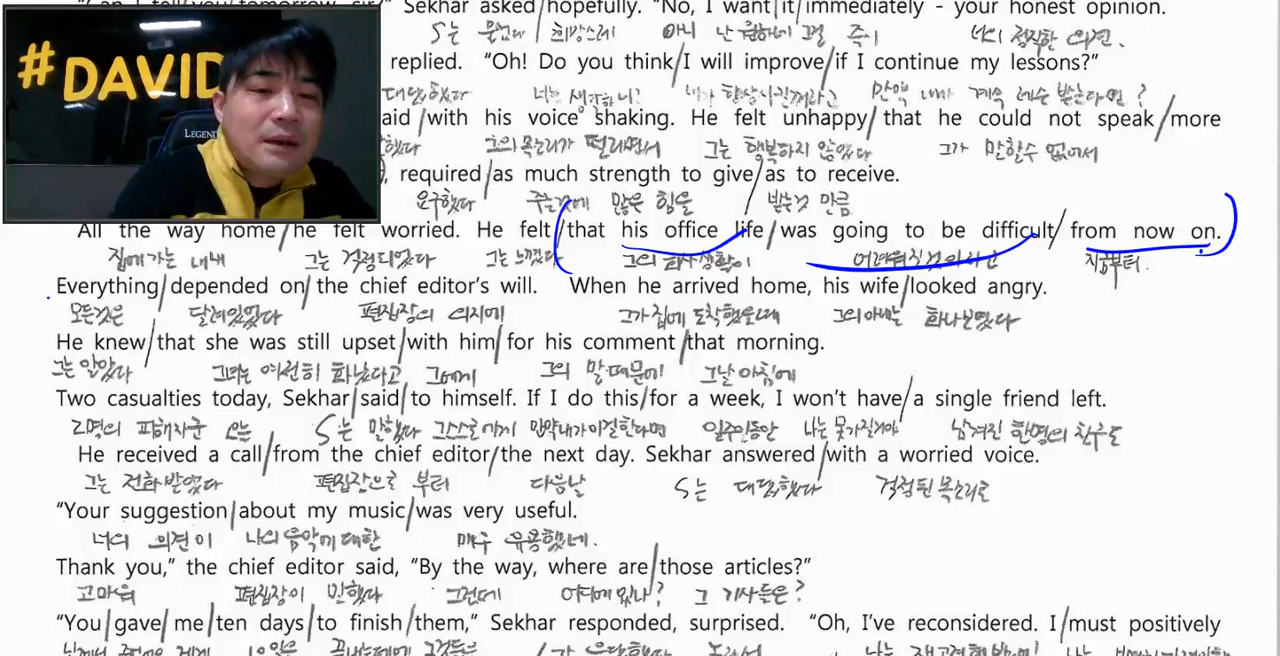 "Can I tell you tomorrow, sir" Sekhar asked/hopefully. "No, I want/it/immediately - your honest opinion.
S는 물었다 / 희망스레 아니 난 원하네 그걸 즉시 너의 정직한 의견.
#DAVID
replied. "Oh! Do you think/I will improve/if I continue my lessons?"
대답했다 너는 생각하니? 내가 향상시킬꺼라고 만약 내가 계속 레슨 받는다면?
LEGEND
aid/with his voice shaking. He felt unhappy/that he could not speak/more
했다 그의 목소리가 떨리면서 그는 행복하지 않았다 그가 말할수 없어서
, required/as much strength to give/as to receive.
요구했다 주는것에 많은 힘을 받는것 만큼
All the way home/he felt worried. He felt/that his office life/was going to be difficult/from now on.
집에 가는 내내 그는 걱정되었다 그는 느꼈다 그의 회사생활이 어려워질것이라고 지금부터.
Everything/depended on/the chief editor's will. When he arrived home, his wife/looked angry.
모든것은 달려있었다 편집장의 의지에 그가 집에 도착했을때 그의 아내는 화나보였다
He knew/that she was still upset/with him/for his comment/that morning.
그는 알았다 그녀는 여전히 화났다고 그에게 그의 말때문에 그날 아침에
Two casualties today, Sekhar/said/to himself. If I do this/for a week, I won't have/a single friend left.
2명의 피해자군 오늘 S는 말했다 그스스로에게 만약내가이걸한다면 일주일동안 나는 못가질거야 남겨진 한명의 친구도
He received a call/from the chief editor/the next day. Sekhar answered/with a worried voice.
그는 전화 받았다 편집장으로 부터 다음날 S는 대답했다 걱정된 목소리로
"Your suggestion/about my music/was very useful.
너의 의견이 나의 음악에 대한 매우 유용했네.
Thank you," the chief editor said, "By the way, where are/those articles?"
고마워 편집장이 말했다 그런데 어디에 있나? 그 기사들은?
"You/gave/me/ten days/to finish/them," Sekhar responded, surprised. "Oh, I've reconsidered. I/must positively